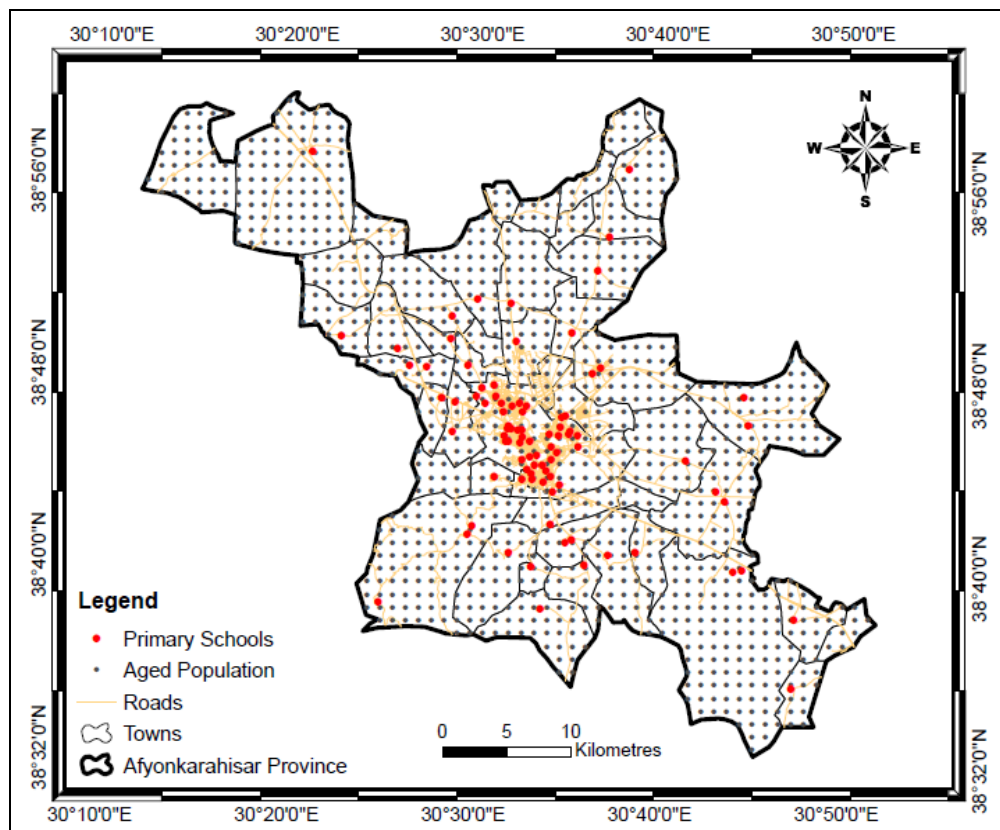 30°10'0"E 30°20'0"E 30°30'0"E 30°40'0"E 30°50'0"E
N
W E
S
38°56'0"N 38°56'0"N
38°48'0"N 38°48'0"N
38°40'0"N 38°40'0"N
38°32'0"N 38°32'0"N
Legend
Primary Schools
Aged Population
Roads
Towns
Afyonkarahisar Province
0 5 10
Kilometres
30°10'0"E 30°20'0"E 30°30'0"E 30°40'0"E 30°50'0"E